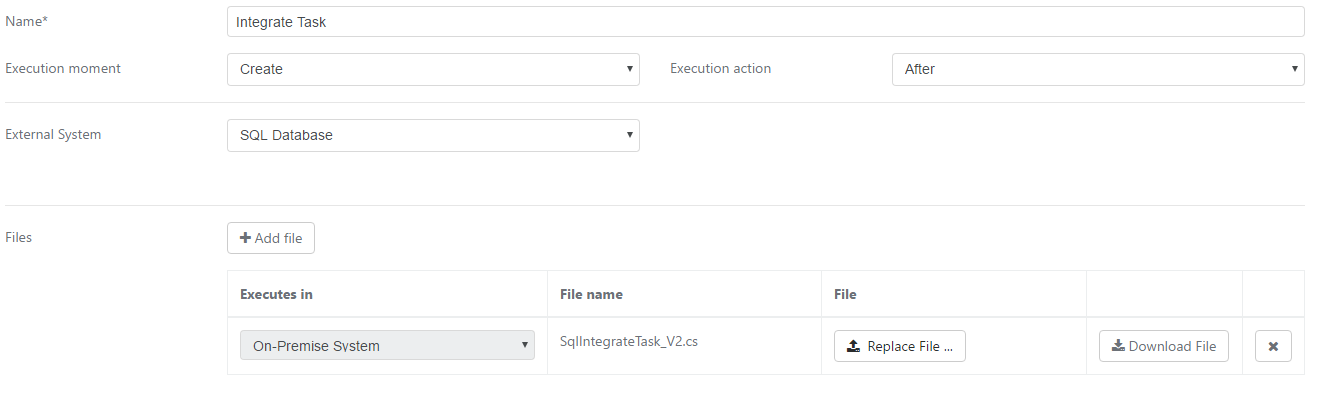 Name*
Integrate Task
Execution moment
Create
Execution action
After
External System
SQL Database
Files
Add file
Executes in
File name
File
On-Premise System
SqlIntegrateTask_V2.cs
Replace File ...
Download File